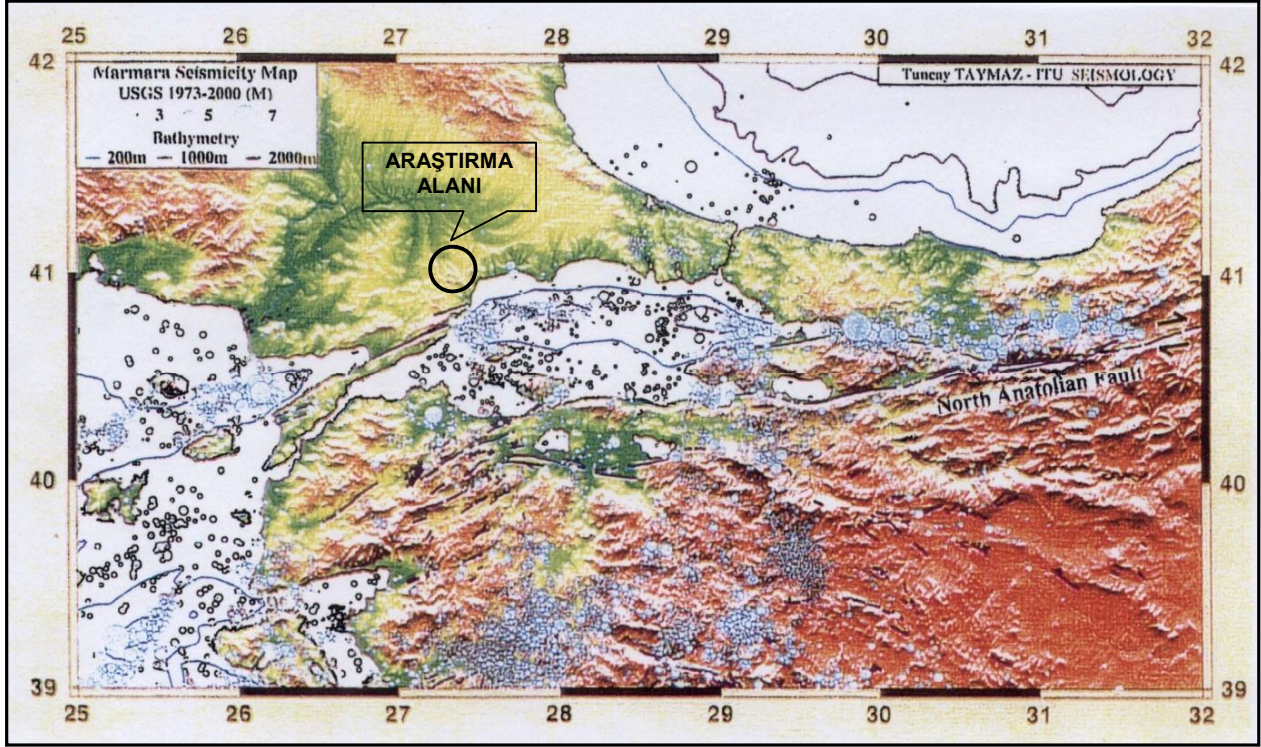 25 26 27 28 29 30 31 32
42 42
Marmara Seismicity Map
USGS 1973-2000 (M)
3 5 7
Bathymetry
200m 1000m 2000m
Tuncay TAYMAZ - ITU SEISMOLOGY
ARAŞTIRMA
ALANI
41 41
North Anatolian Fault
40 40
39 39
25 26 27 28 29 30 31 32